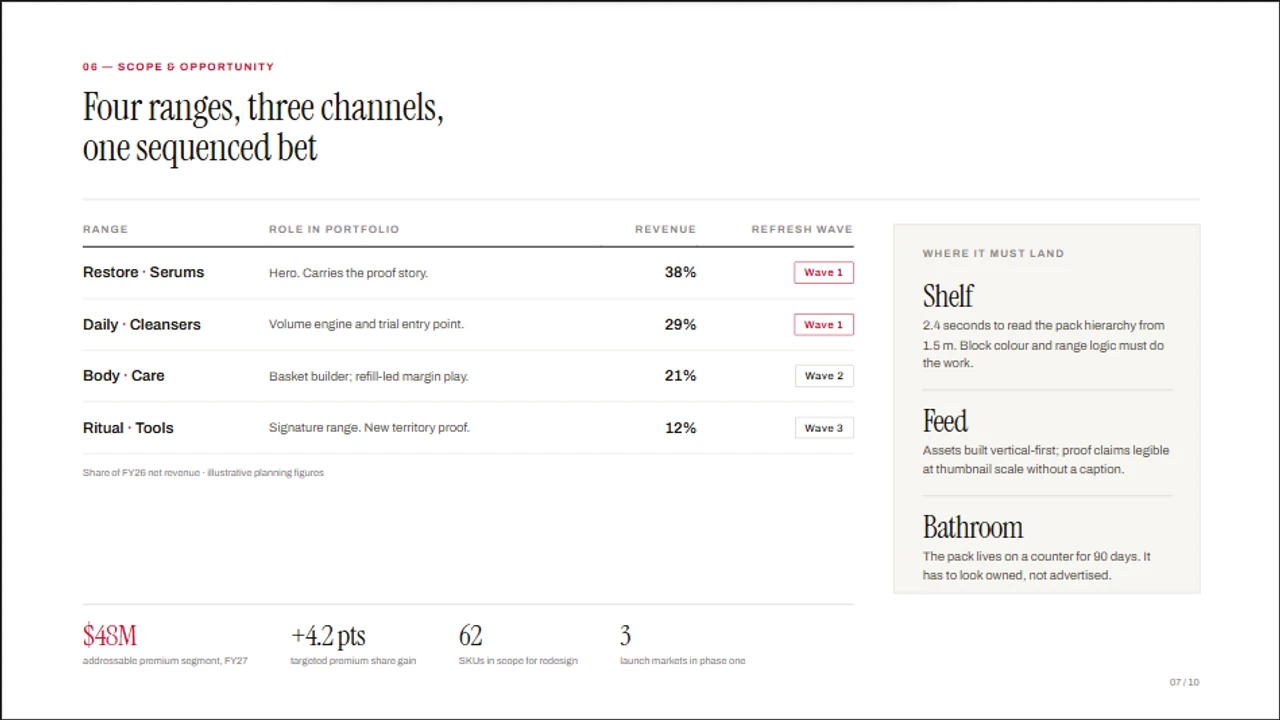 06 — SCOPE & OPPORTUNITY
Four ranges, three channels,
one sequenced bet
RANGE ROLE IN PORTFOLIO REVENUE REFRESH WAVE
Restore · Serums Hero. Carries the proof story. 38% Wave 1
Daily · Cleansers Volume engine and trial entry point. 29% Wave 1
Body · Care Basket builder; refill-led margin play. 21% Wave 2
Ritual · Tools Signature range. New territory proof. 12% Wave 3
Share of FY26 net revenue · illustrative planning figures
WHERE IT MUST LAND
Shelf
2.4 seconds to read the pack hierarchy from
1.5 m. Block colour and range logic must do
the work.
Feed
Assets built vertical-first; proof claims legible
at thumbnail scale without a caption.
Bathroom
The pack lives on a counter for 90 days. It
has to look owned, not advertised.
$48M +4.2 pts 62 3
addressable premium segment, FY27 targeted premium share gain SKUs in scope for redesign launch markets in phase one
07 / 10